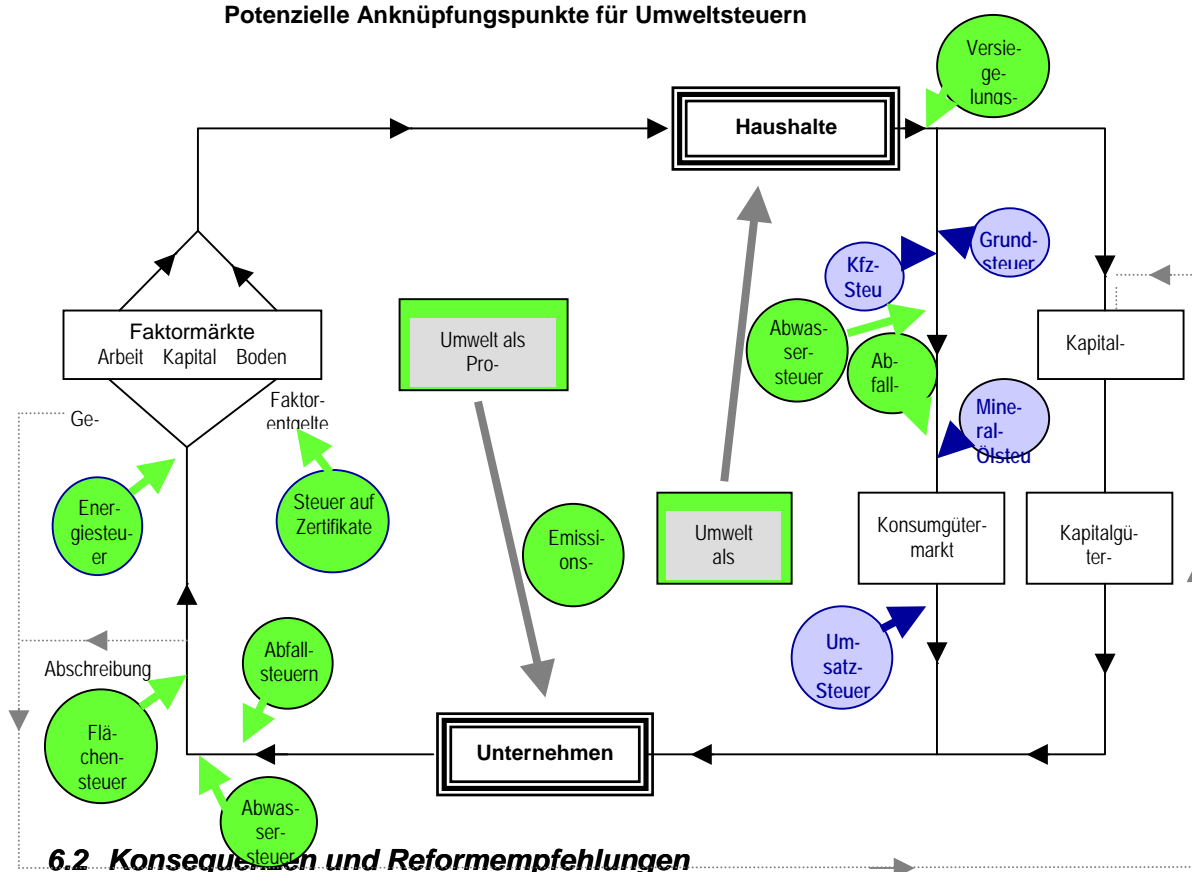 Potenzielle Anknüpfungspunkte für Umweltsteuern
Versie-
ge-
lungs-
Haushalte
Grund-
steuer
Kfz-
Steu
Faktormärkte
Arbeit Kapital Boden
Umwelt als
Pro-
Abwas-
ser-
steuer
Ab-
fall-
Kapital-
Ge-
Faktor-
entgelte
Mine-
ral-
Ölsteu
Ener-
giesteu-
er
Steuer auf
Zertifikate
Emissi-
ons-
Umwelt
als
Konsumgüter-
markt
Kapitalgü-
ter-
Um-
satz-
Steuer
Abfall-
steuern
Abschreibung
Flä-
chen-
steuer
Unternehmen
Abwas-
ser-
steuer
6.2 Konsequenzen und Reformempfehlungen